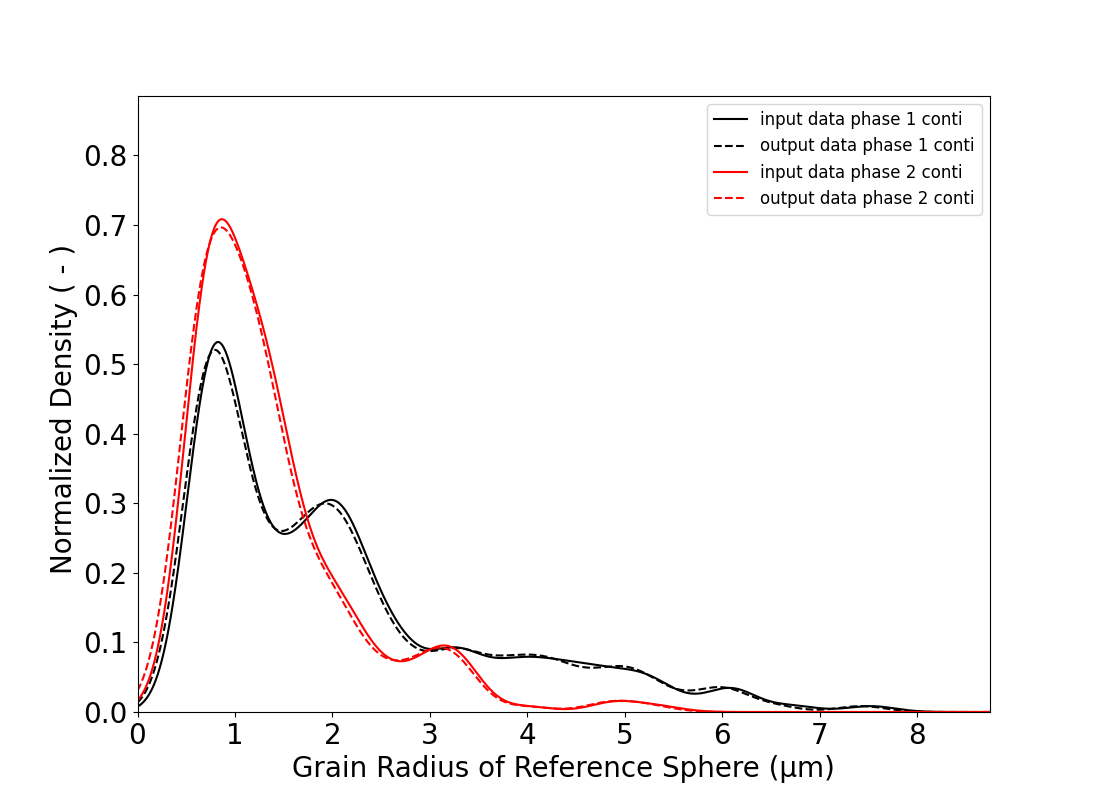 input data phase 1 conti
output data phase 1 conti
input data phase 2 conti
output data phase 2 conti
Normalized Density ( - )
0.8
0.7
0.6
0.5
0.4
0.3
0.2
0.1
0.0
0 1 2 3 4 5 6 7 8
Grain Radius of Reference Sphere (μm)